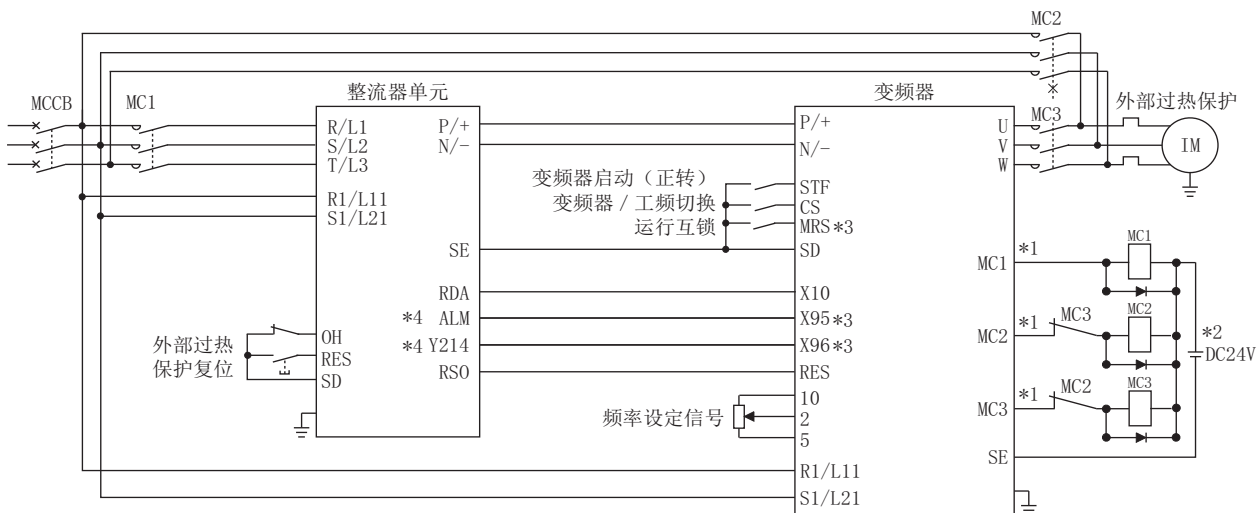 MC2
MCCB
MC1
整流器单元
变频器
外部过热保护
MC3
R/L1
S/L2
T/L3
R1/L11
S1/L21
P/+
N/−
P/+
N/−
U
V
W
IM
变频器启动（正转）
变频器 / 工频切换
运行互锁
STF
CS
MRS*3
SE
SD
RDA
X10
*4 ALM
X95*3
*4 Y214
X96*3
RSO
RES
外部过热
保护复位
OH
RES
SD
频率设定信号
10
2
5
R1/L11
S1/L21
MC1
*1
MC1
MC2
*1
MC3
MC2
*2
DC24V
MC3
*1
MC2
MC3
SE